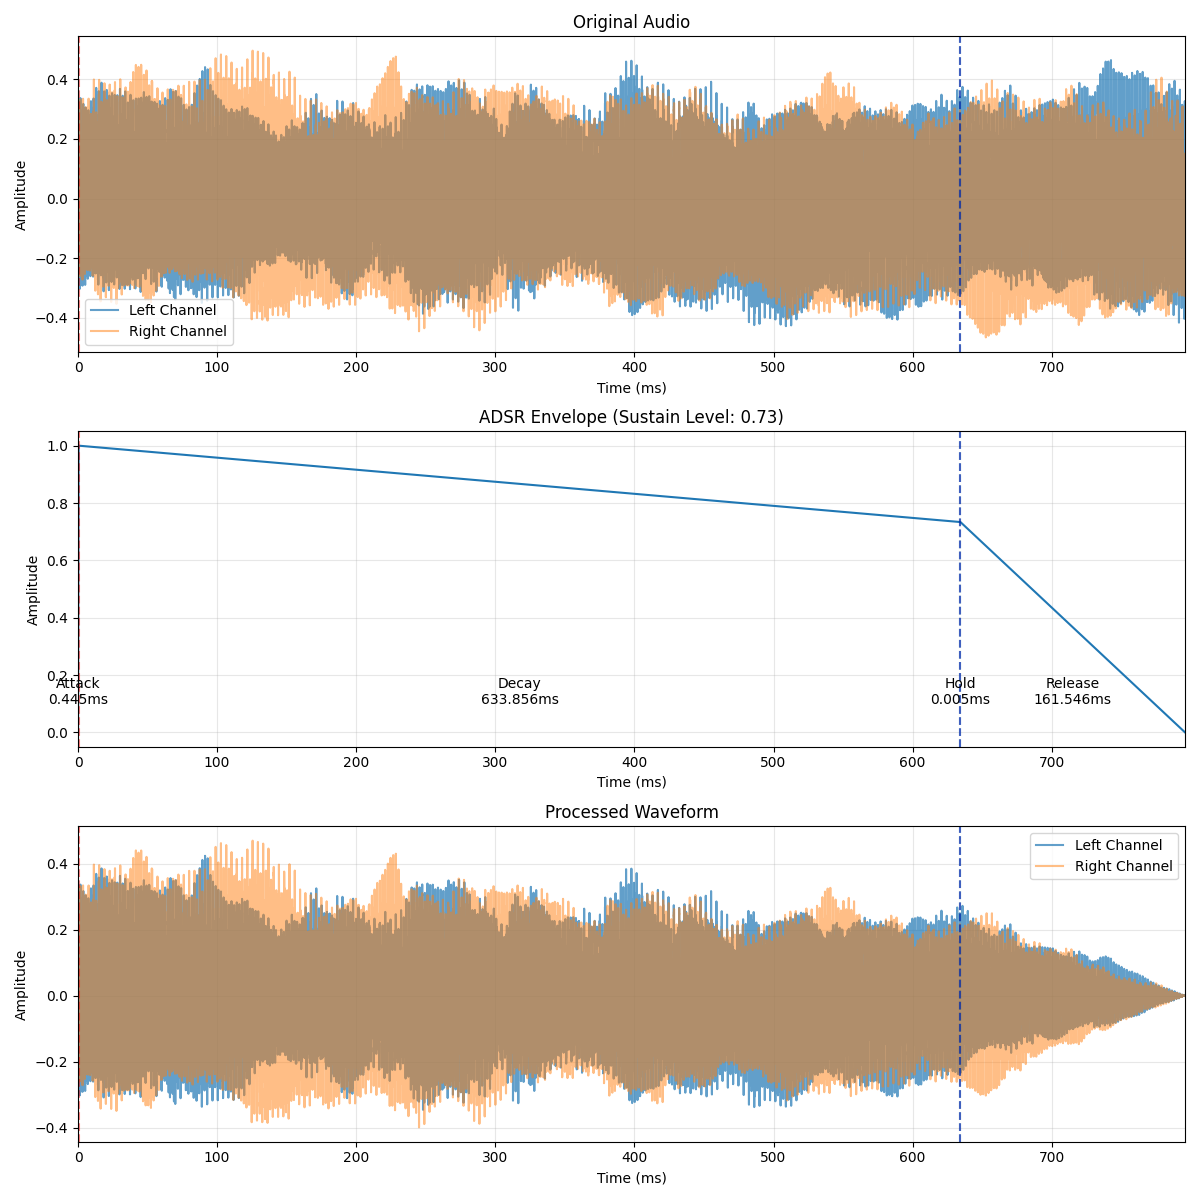 Original Audio
Amplitude
0.4
0.2
0.0
−0.2
−0.4
Left Channel
Right Channel
0 100 200 300 400 500 600 700
Time (ms)
ADSR Envelope (Sustain Level: 0.73)
Amplitude
1.0
0.8
0.6
0.4
0.2
0.0
Attack
0.445ms
Decay
633.856ms
Hold
0.005ms
Release
161.546ms
0 100 200 300 400 500 600 700
Time (ms)
Processed Waveform
Amplitude
0.4
0.2
0.0
−0.2
−0.4
Left Channel
Right Channel
0 100 200 300 400 500 600 700
Time (ms)